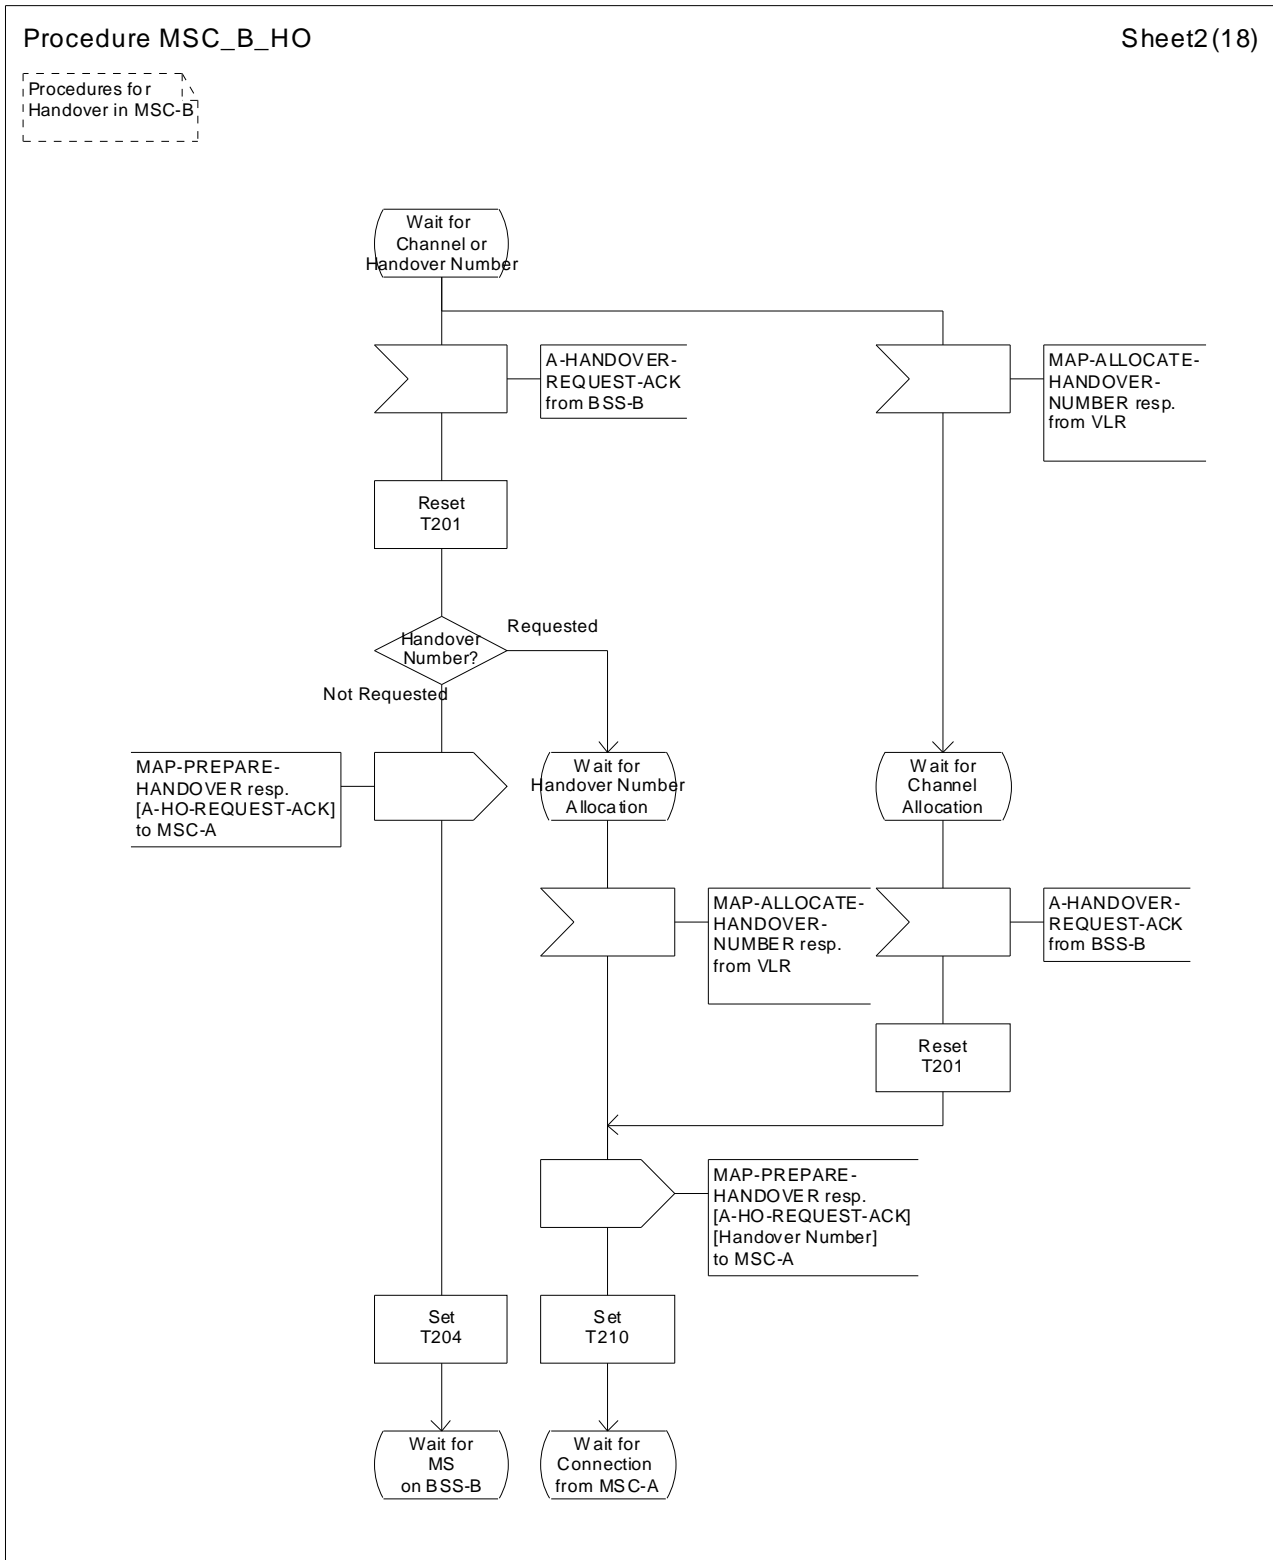 Procedure MSC_B_HO
Sheet2(18)
Procedures for
Handover in MSC-B
Wait for
Channel or
Handover Number
A-HANDOVER-
REQUEST-ACK
from BSS-B
MAP-ALLOCATE-
HANDOVER-
NUMBER resp.
from VLR
Reset
T201
Handover
Number?
Requested
Not Requested
MAP-PREPARE-
HANDOVER resp.
[A-HO-REQUEST-ACK]
to MSC-A
Wait for
Handover Number
Allocation
Wait for
Channel
Allocation
MAP-ALLOCATE-
HANDOVER-
NUMBER resp.
from VLR
A-HANDOVER-
REQUEST-ACK
from BSS-B
Reset
T201
MAP-PREPARE-
HANDOVER resp.
[A-HO-REQUEST-ACK]
[Handover Number]
to MSC-A
Set
T204
Set
T210
Wait for
MS
on BSS-B
Wait for
Connection
from MSC-A